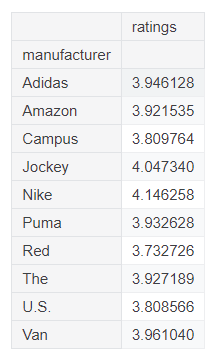 ratings
manufacturer
Adidas 3.946128
Amazon 3.921535
Campus 3.809764
Jockey 4.047340
Nike 4.146258
Puma 3.932628
Red 3.732726
The 3.927189
U.S. 3.808566
Van 3.961040